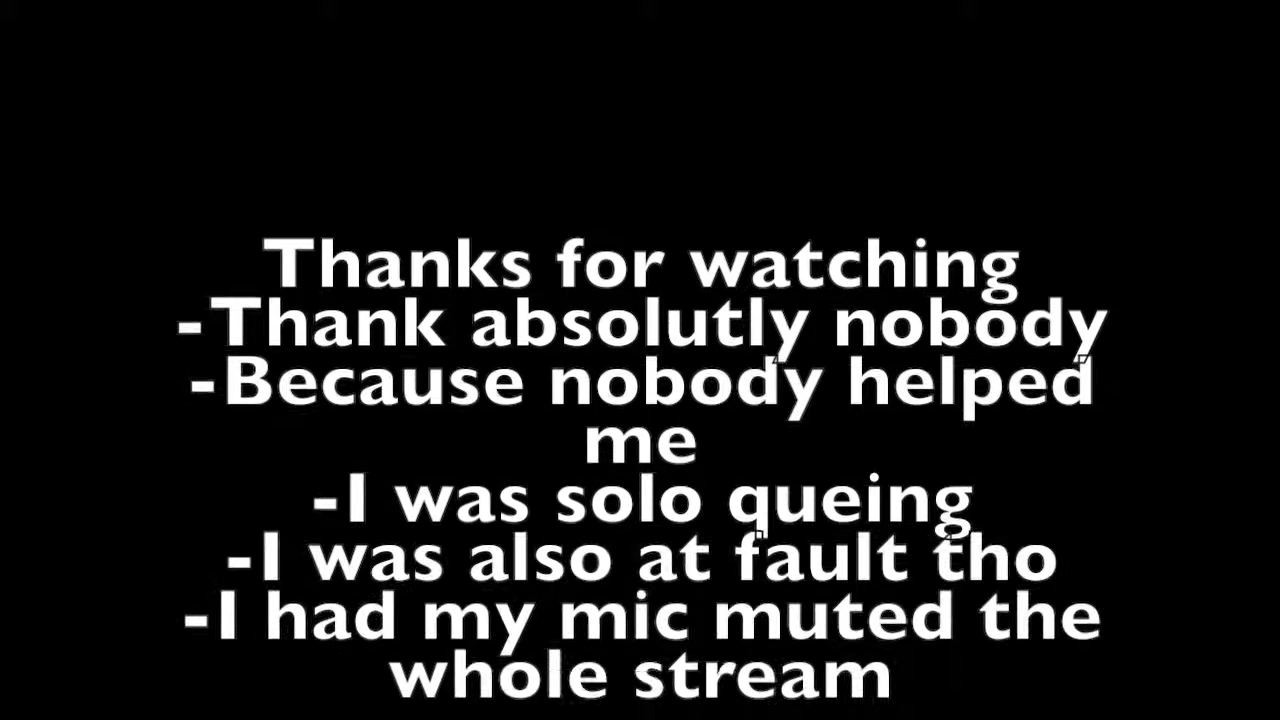 Thanks for watching
-Thank absolutly nobody
-Because nobody helped
me
-I was solo queing
-I was also at fault tho
-I had my mic muted the
whole stream